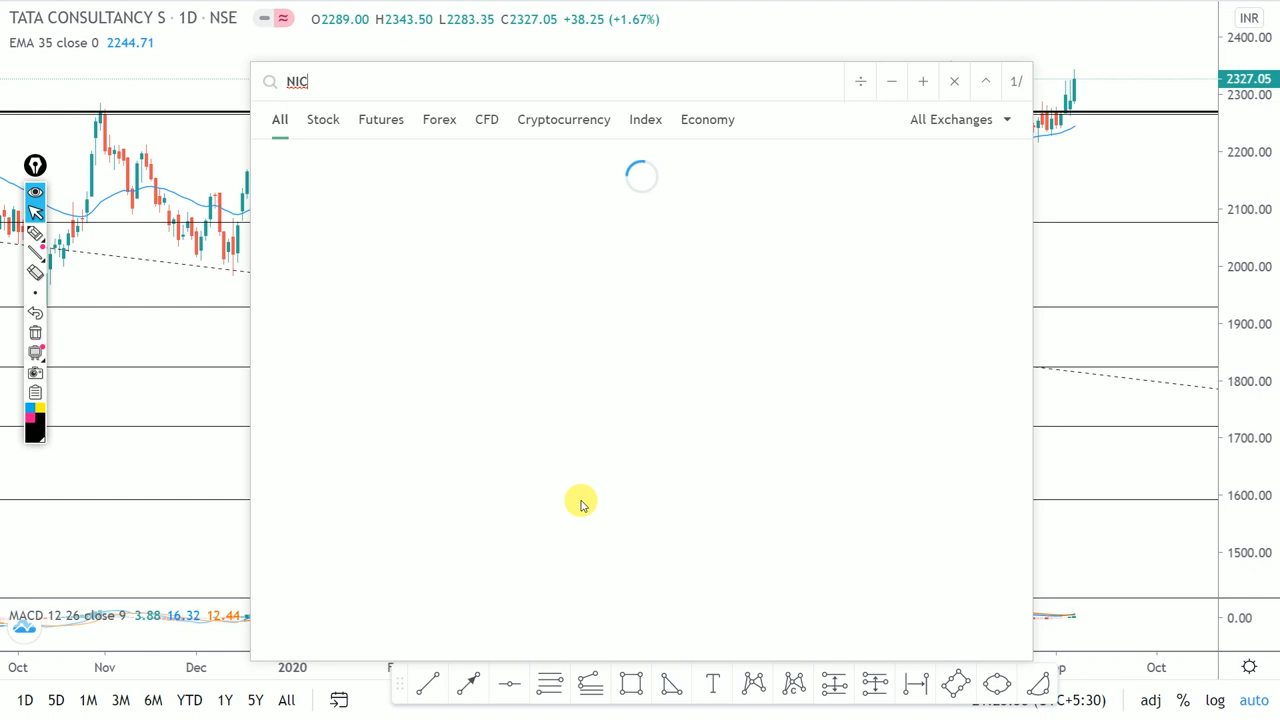 TATA CONSULTANCY S · 1D · NSE O2289.00 H2343.50 L2283.35 C2327.05 +38.25 (+1.67%) INR
EMA 35 close 0 2244.71
2400.00
NIC 1/
2327.05
2300.00
All Stock Futures Forex CFD Cryptocurrency Index Economy All Exchanges
2200.00
2100.00
2000.00
1900.00
1800.00
1700.00
1600.00
1500.00
MACD 12 26 close 9 3.88 16.32 12.44
0.00
Oct Nov Dec 2020 Oct
1D 5D 1M 3M 6M YTD 1Y 5Y All T C +5:30) adj % log auto